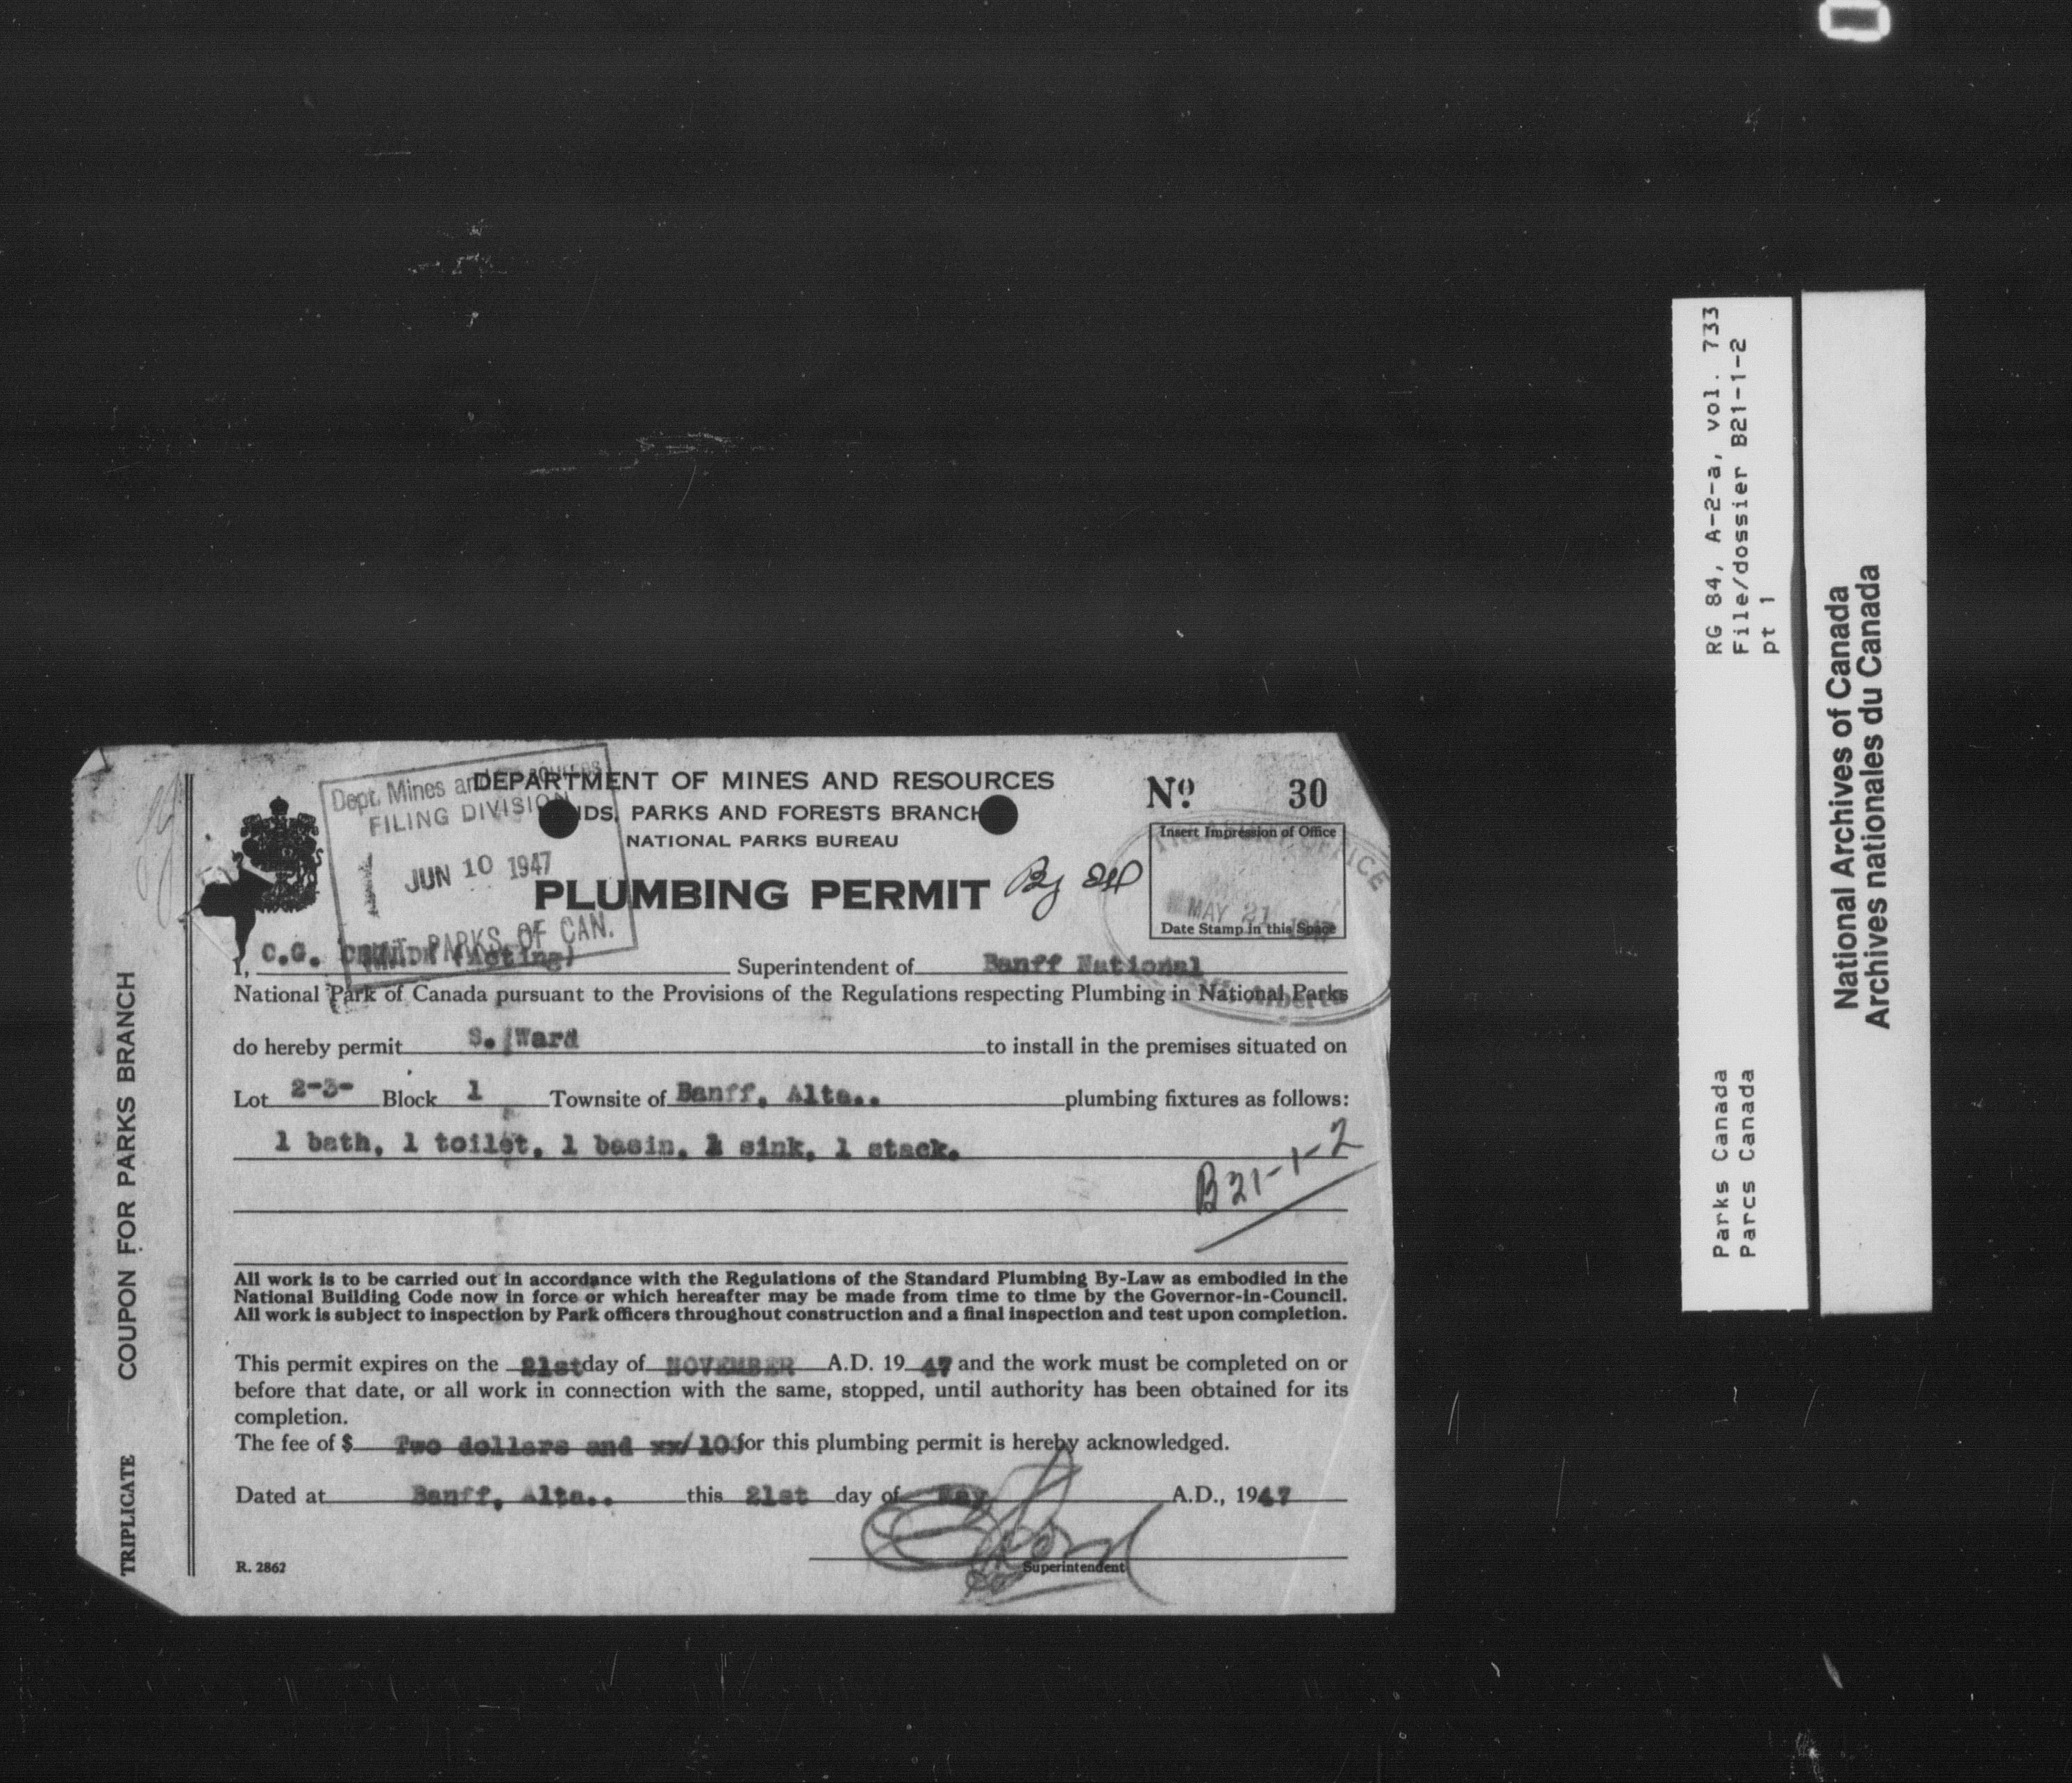 DEPARTMENT OF MINES AND RESOURCES
NDS, PARKS AND FORESTS BRANCH
NATIONAL PARKS BUREAU
PLUMBING PERMIT
Nº 30
Dept. Mines and Resources
FILING DIVISION
JUN 10 1947
NAT. PARKS OF CAN.
By
Insert Impression of Office
TREASURY OFFICE
MAY 21 1947
Date Stamp in this Space
Alberta
I, C.G. (Acting) Superintendent of Banff National
National Park of Canada pursuant to the Provisions of the Regulations respecting Plumbing in National Parks
do hereby permit S. Ward to install in the premises situated on
Lot 2-3- Block 1 Townsite of Banff, Alta.. plumbing fixtures as follows:
1 bath, 1 toilet, 1 basin, 1 sink, 1 stack.
B21-1-2
All work is to be carried out in accordance with the Regulations of the Standard Plumbing By-Law as embodied in the
National Building Code now in force or which hereafter may be made from time to time by the Governor-in-Council.
All work is subject to inspection by Park officers throughout construction and a final inspection and test upon completion.
This permit expires on the 21st day of NOVEMBER A.D. 1947 and the work must be completed on or
before that date, or all work in connection with the same, stopped, until authority has been obtained for its
completion.
The fee of $ Two dollars and xx/100 for this plumbing permit is hereby acknowledged.
Dated at Banff, Alta.. this 21st day of May A.D., 1947
Superintendent
R. 2862
TRIPLICATE COUPON FOR PARKS BRANCH
RG 84, A-2-a, vol. 733
File/dossier B21-1-2
pt 1
Parks Canada
Parcs Canada
National Archives of Canada
Archives nationales du Canada